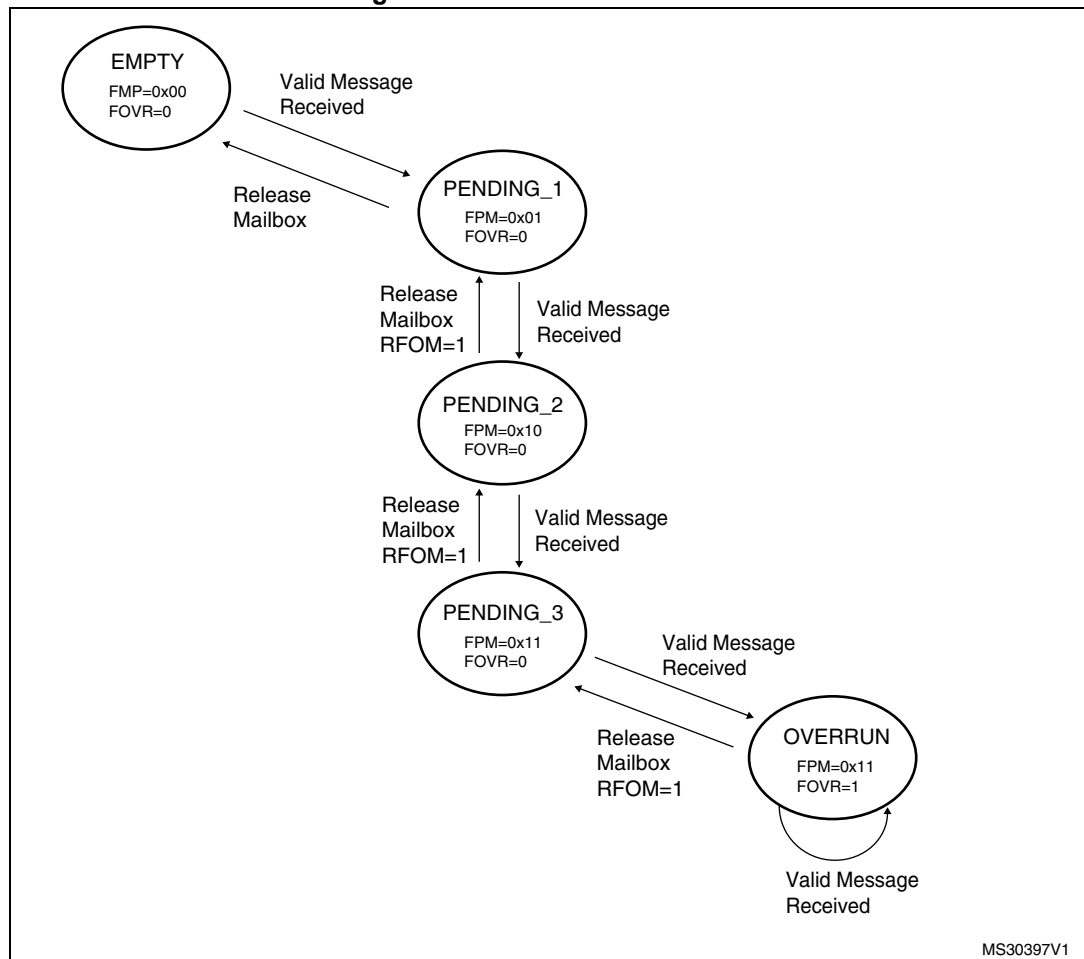 EMPTY
FMP=0x00
FOVR=0
Valid Message
Received
Release
Mailbox
PENDING_1
FPM=0x01
FOVR=0
Release
Mailbox
RFOM=1
Valid Message
Received
PENDING_2
FPM=0x10
FOVR=0
Release
Mailbox
RFOM=1
Valid Message
Received
PENDING_3
FPM=0x11
FOVR=0
Valid Message
Received
Release
Mailbox
RFOM=1
OVERRUN
FPM=0x11
FOVR=1
Valid Message
Received
MS30397V1